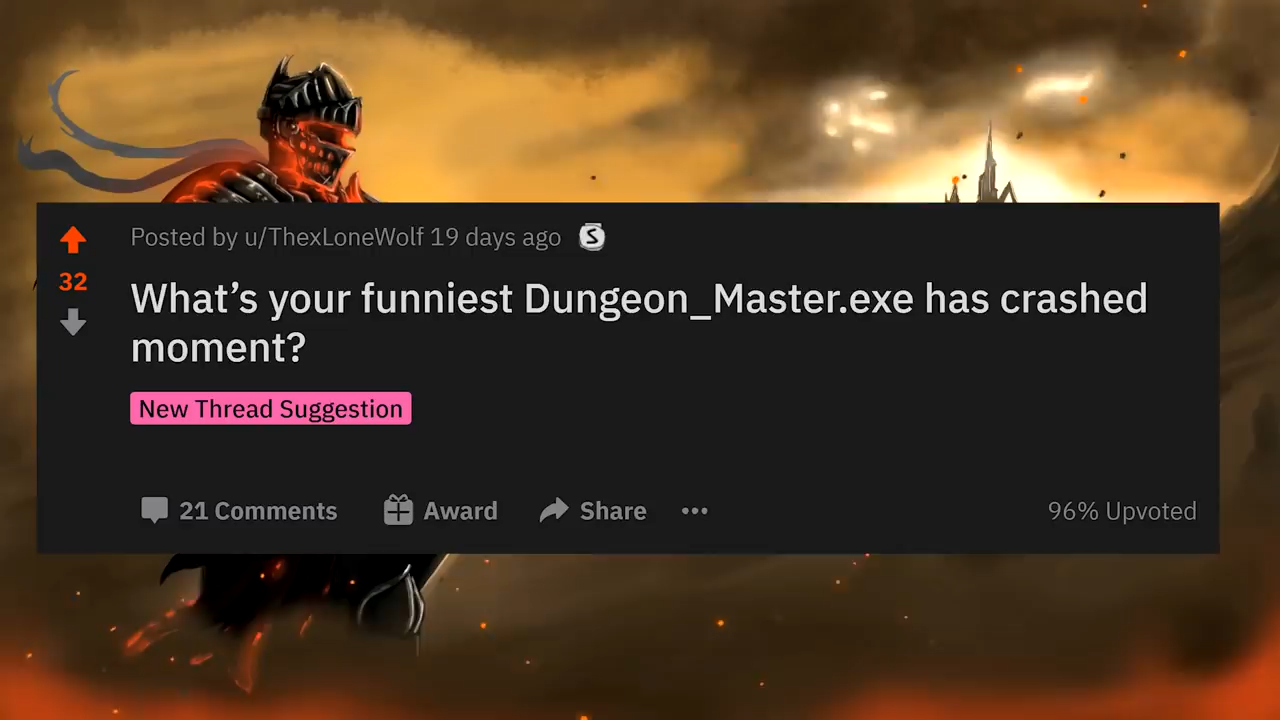 Posted by u/ThexLoneWolf 19 days ago S
32
What’s your funniest Dungeon_Master.exe has crashed
moment?
New Thread Suggestion
21 Comments Award Share ••• 96% Upvoted